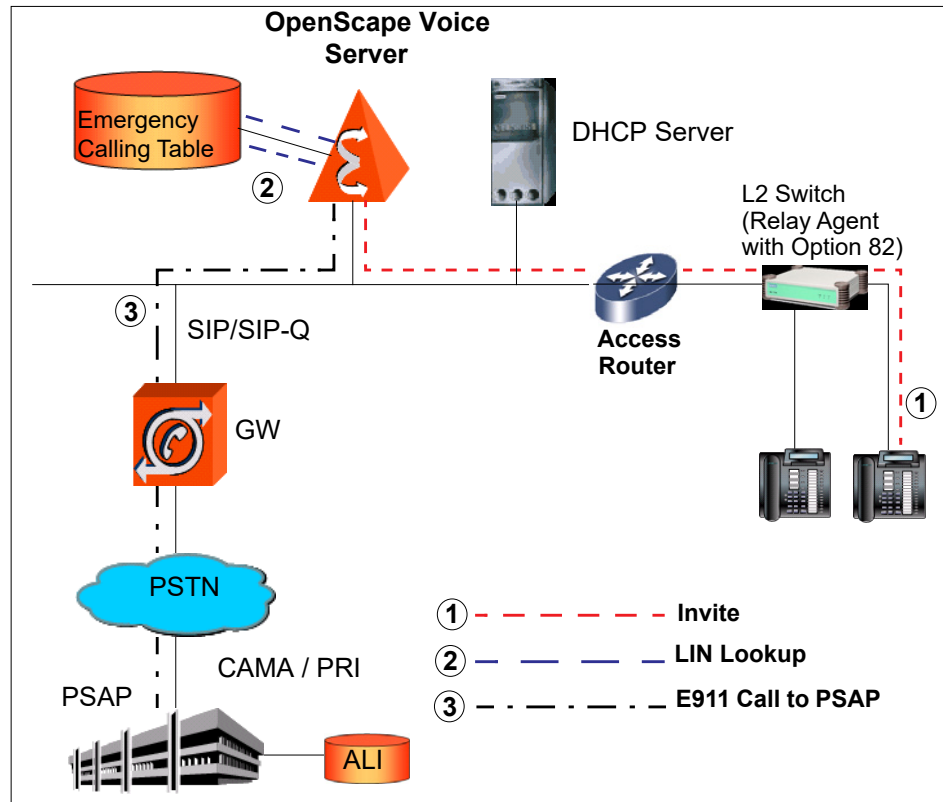 OpenScape Voice
Server
Emergency
Calling Table
2
DHCP Server
L2 Switch
(Relay Agent
with Option 82)
3
SIP/SIP-Q
Access
Router
1
GW
PSTN
1
Invite
CAMA / PRI
2
LIN Lookup
PSAP
3
E911 Call to PSAP
ALI